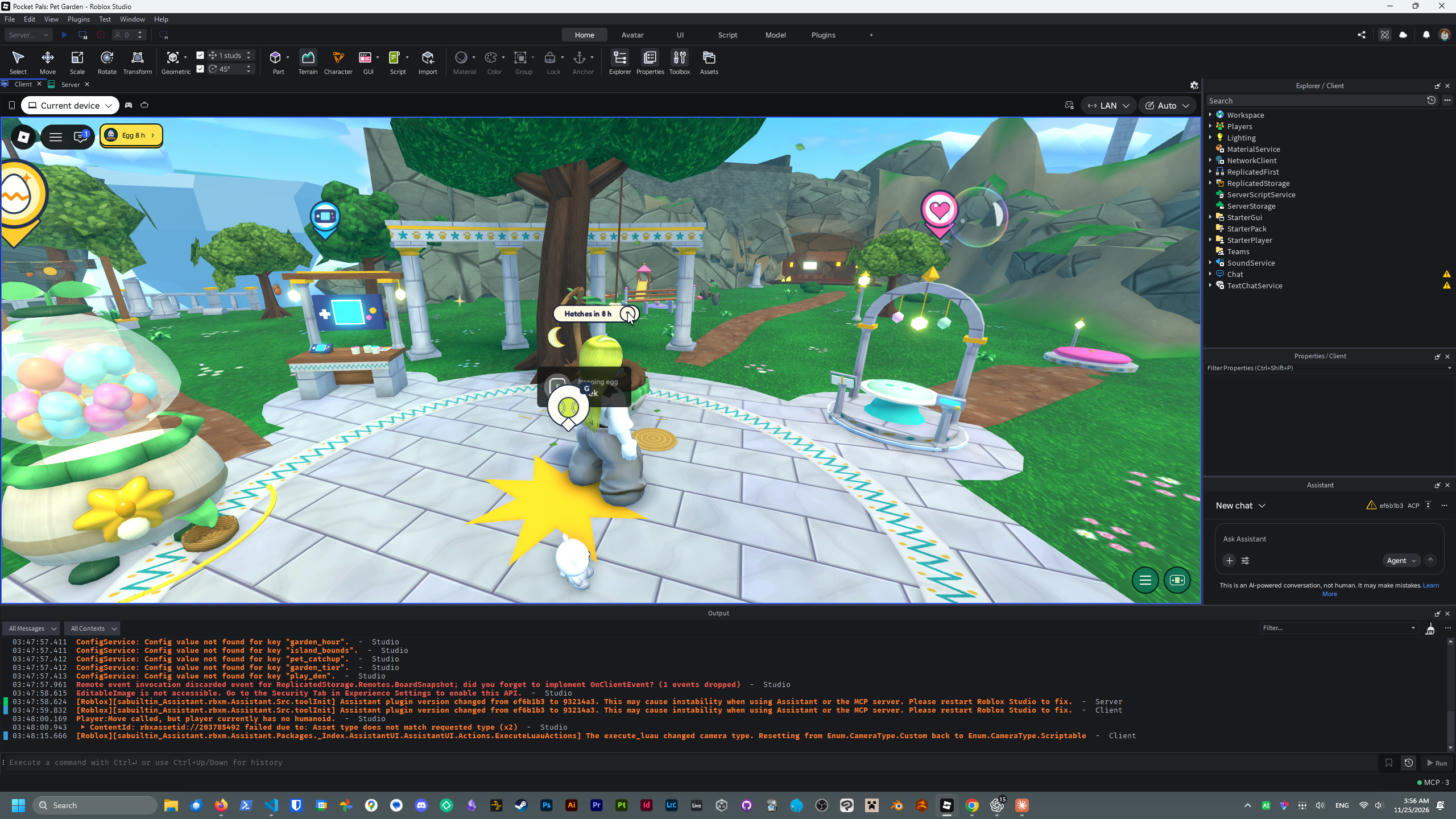 Pocket Pals: Pet Garden - Roblox Studio
File Edit View Plugins Test Window Help
Server... 0 Home Avatar UI Script Model Plugins +
1 studs
45°
Select Move Scale Rotate Transform Geometric Part Terrain Character GUI Script Import Material Color Group Lock Anchor Explorer Properties Toolbox Assets
Client Server
Current device LAN Auto
1 Egg 8 h
Hatches in 8 h
G
Explorer / Client
Search
Workspace
Players
Lighting
MaterialService
NetworkClient
ReplicatedFirst
ReplicatedStorage
ServerScriptService
ServerStorage
StarterGui
StarterPack
StarterPlayer
Teams
SoundService
Chat
TextChatService
Properties / Client
Filter Properties (Ctrl+Shift+P)
Assistant
New chat ef6b1b3 ACP
Ask Assistant
Agent
This is an AI-powered conversation, not human. It may make mistakes. Learn
More
Output
All Messages All Contexts Filter...
03:47:57.411 ConfigService: Config value not found for key "garden_hour". - Studio
03:47:57.411 ConfigService: Config value not found for key "island_bounds". - Studio
03:47:57.412 ConfigService: Config value not found for key "pet_catchup". - Studio
03:47:57.412 ConfigService: Config value not found for key "garden_tier". - Studio
03:47:57.413 ConfigService: Config value not found for key "play_den". - Studio
03:47:57.961 Remote event invocation discarded event for ReplicatedStorage.Remotes.BoardSnapshot; did you forget to implement OnClientEvent? (1 events dropped) - Studio
03:47:58.615 EditableImage is not accessible. Go to the Security Tab in Experience Settings to enable this API. - Studio
03:47:58.624 [Roblox][sabuiltin_Assistant.rbxm.Assistant.Src.toolInit] Assistant plugin version changed from ef6b1b3 to 93214a3. This may cause instability when using Assistant or the MCP server. Please restart Roblox Studio to fix. - Server
03:47:59.832 [Roblox][sabuiltin_Assistant.rbxm.Assistant.Src.toolInit] Assistant plugin version changed from ef6b1b3 to 93214a3. This may cause instability when using Assistant or the MCP server. Please restart Roblox Studio to fix. - Client
03:48:00.169 Player:Move called, but player currently has no humanoid. - Studio
03:48:00.943 ContentId: rbxassetid://203785492 failed due to: Asset type does not match requested type (x2) - Studio
03:48:15.666 [Roblox][sabuiltin_Assistant.rbxm.Assistant.Packages._Index.AssistantUI.AssistantUI.Actions.ExecuteLuauActions] The execute_luau changed camera type. Resetting from Enum.CameraType.Custom back to Enum.CameraType.Scriptable - Client
Execute a command with Ctrl+↵ or use Ctrl+Up/Down for history Run
MCP · 3
Search
Ps Ai Pr Pt Id Lrc Live 15
ENG
3:56 AM
11/25/2026